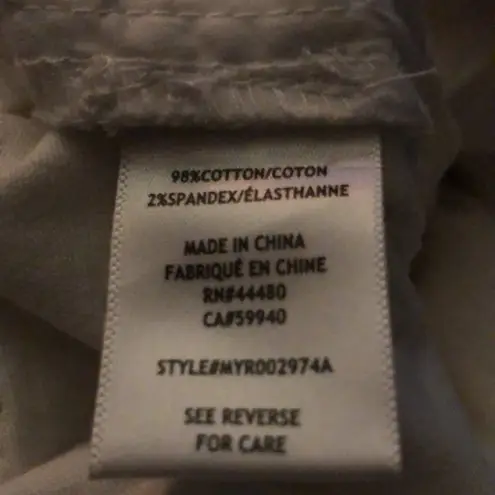 98%COTTON/COTON
2%SPANDEX/ÉLASTHANNE
MADE IN CHINA
FABRIQUÉ EN CHINE
RN#44480
CA#59940
STYLE#MYR002974A
SEE REVERSE
FOR CARE